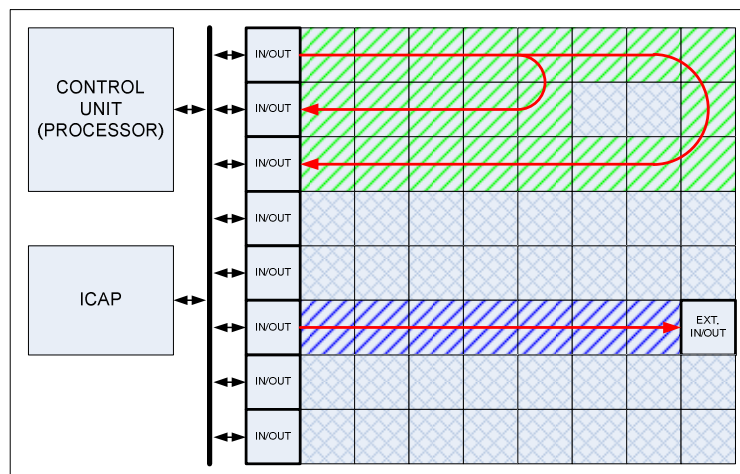 CONTROL
UNIT
(PROCESSOR)
ICAP
IN/OUT
IN/OUT
IN/OUT
IN/OUT
IN/OUT
IN/OUT
IN/OUT
IN/OUT
EXT.
IN/OUT